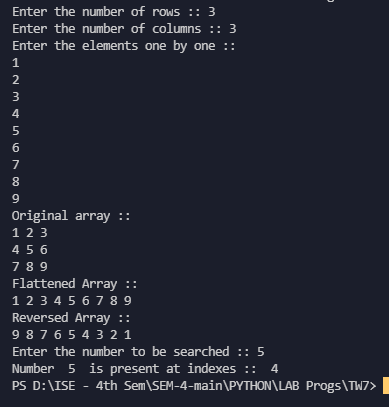 Enter the number of rows :: 3
Enter the number of columns :: 3
Enter the elements one by one ::
1
2
3
4
5
6
7
8
9
Original array ::
1 2 3
4 5 6
7 8 9
Flattened Array ::
1 2 3 4 5 6 7 8 9
Reversed Array ::
9 8 7 6 5 4 3 2 1
Enter the number to be searched :: 5
Number  5  is present at indexes ::  4
PS D:\ISE - 4th Sem\SEM-4-main\PYTHON\LAB Progs\TW7>